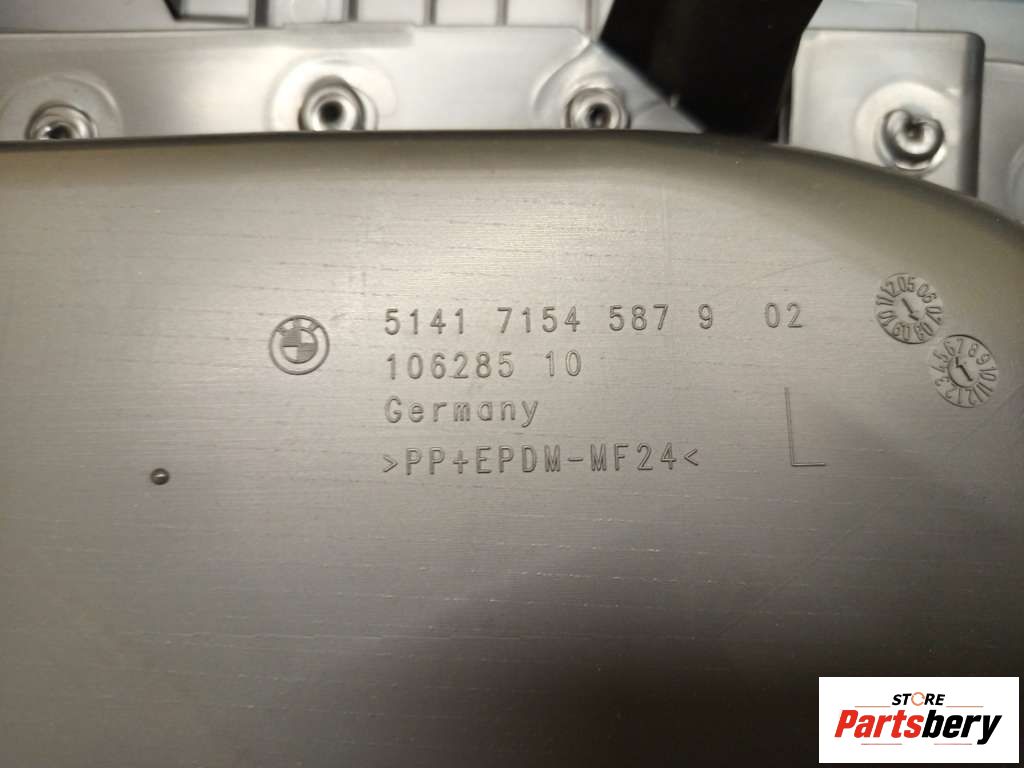 5141 7154 587 9 02
106285 10
Germany
>PP+EPDM-MF24<
L
STORE
Partsbery